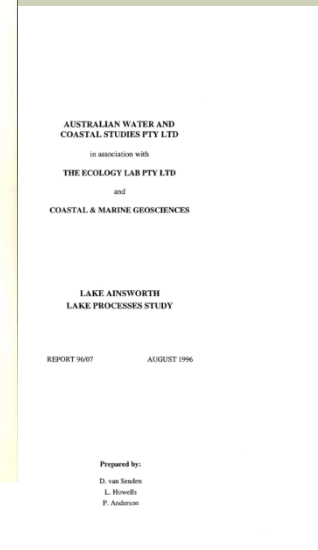 AUSTRALIAN WATER AND
COASTAL STUDIES PTY LTD
in association with
THE ECOLOGY LAB PTY LTD
and
COASTAL & MARINE GEOSCIENCES
LAKE AINSWORTH
LAKE PROCESSES STUDY
REPORT 96/07 AUGUST 1996
Prepared by:
D. van Senden
L. Howells
P. Anderson